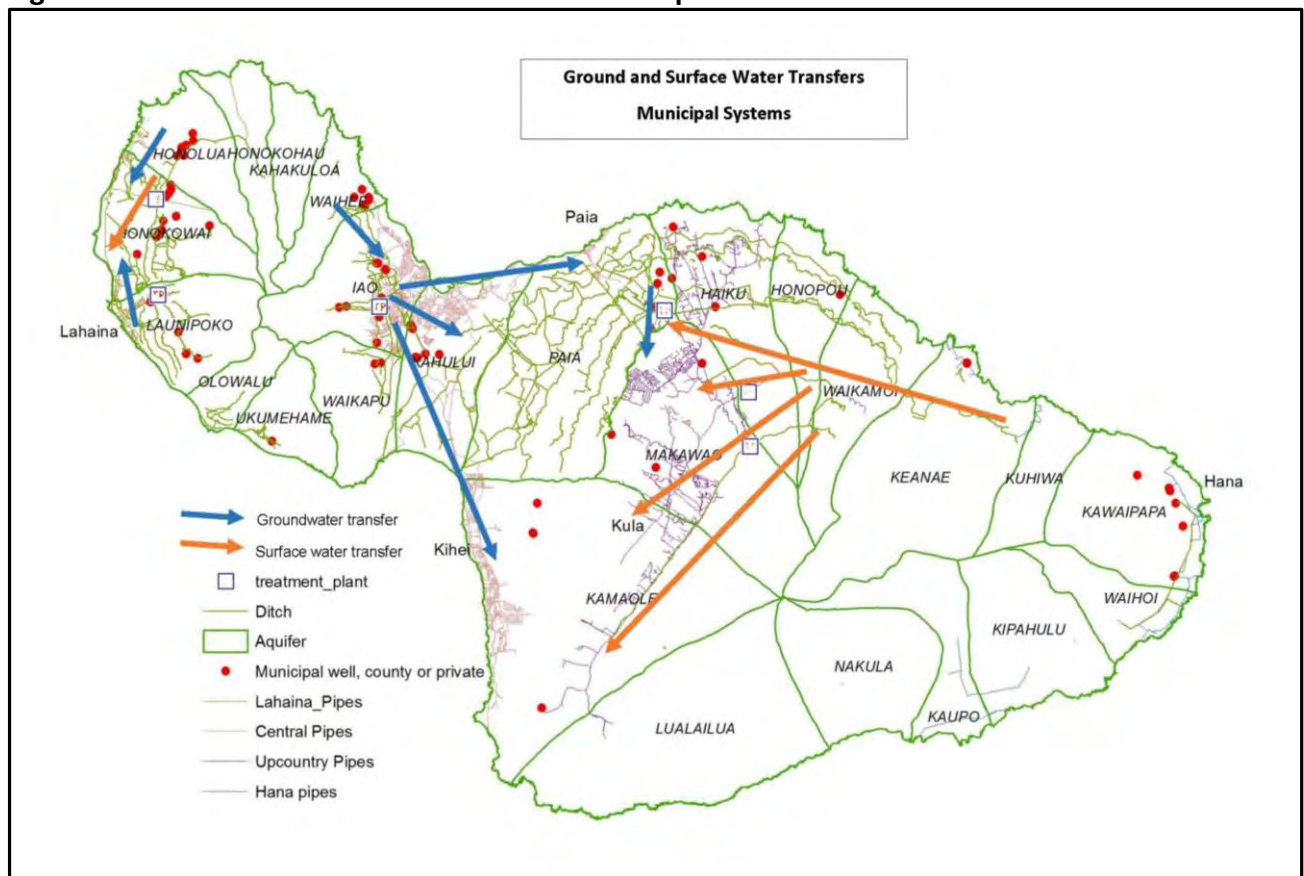 Ground and Surface Water Transfers
Municipal Systems
HONOLUA
HONOKOHAU
KAHAKULOA
WAIHEE
Paia
HONOKOWAI
IAO
HAIKU
HONOPOU
Lahaina
LAUNIPOKO
KAHULUI
PAIA
OLOWALU
WAIKAPU
WAIKAMOI
UKUMEHAME
MAKAWAO
KEANAE
KUHIWA
Hana
KAWAIPAPA
Kula
Kihei
KAMAOLE
WAIHOI
KIPAHULU
NAKULA
KAUPO
LUALAILUA
Groundwater transfer
Surface water transfer
treatment_plant
Ditch
Aquifer
Municipal well, county or private
Lahaina_Pipes
Central Pipes
Upcountry Pipes
Hana pipes